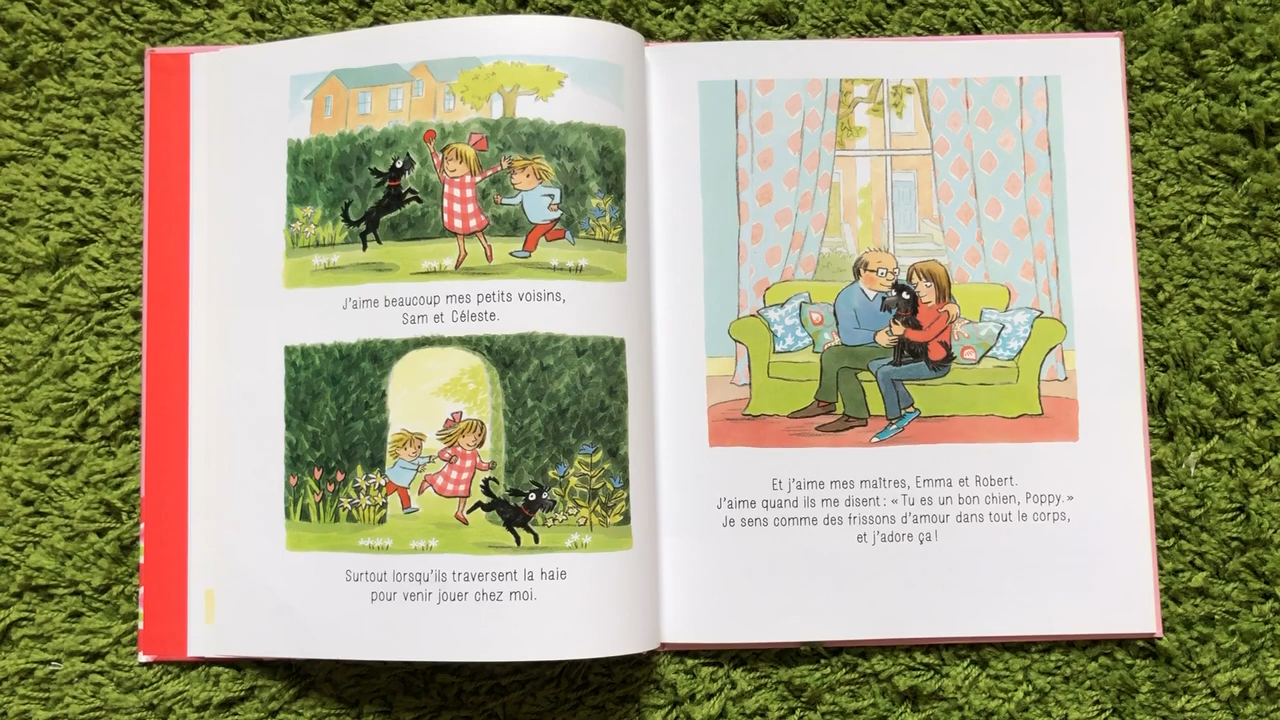 J'aime beaucoup mes petits voisins,
Sam et Céleste.
Surtout lorsqu'ils traversent la haie
pour venir jouer chez moi.
Et j'aime mes maîtres, Emma et Robert.
J'aime quand ils me disent : « Tu es un bon chien, Poppy. »
Je sens comme des frissons d'amour dans tout le corps,
et j'adore ça !